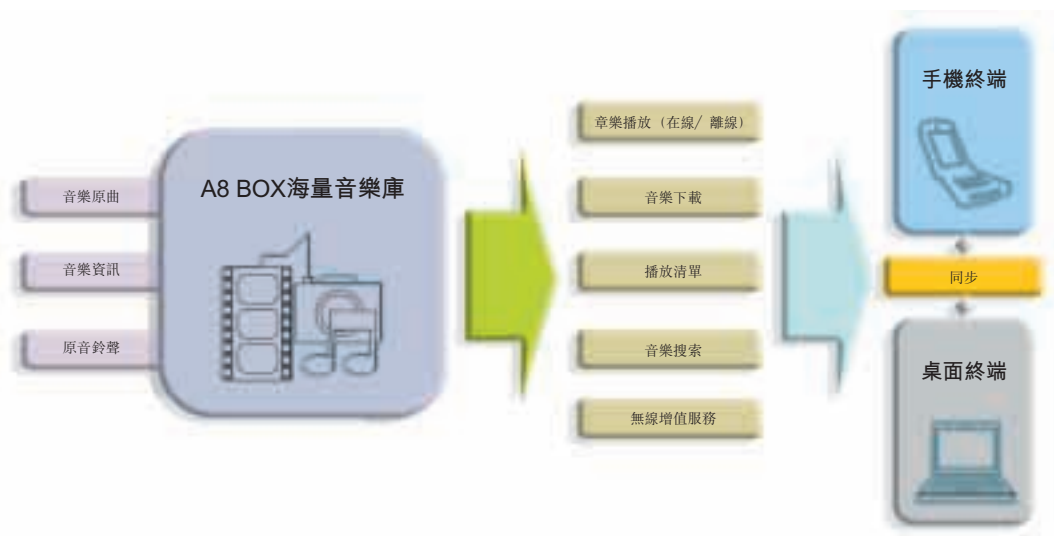 音樂原曲
音樂資訊
原音鈴聲
A8 BOX海量音樂庫
章樂播放（在線/ 離線）
音樂下載
播放清單
音樂搜索
無線增值服務
手機終端
同步
桌面終端